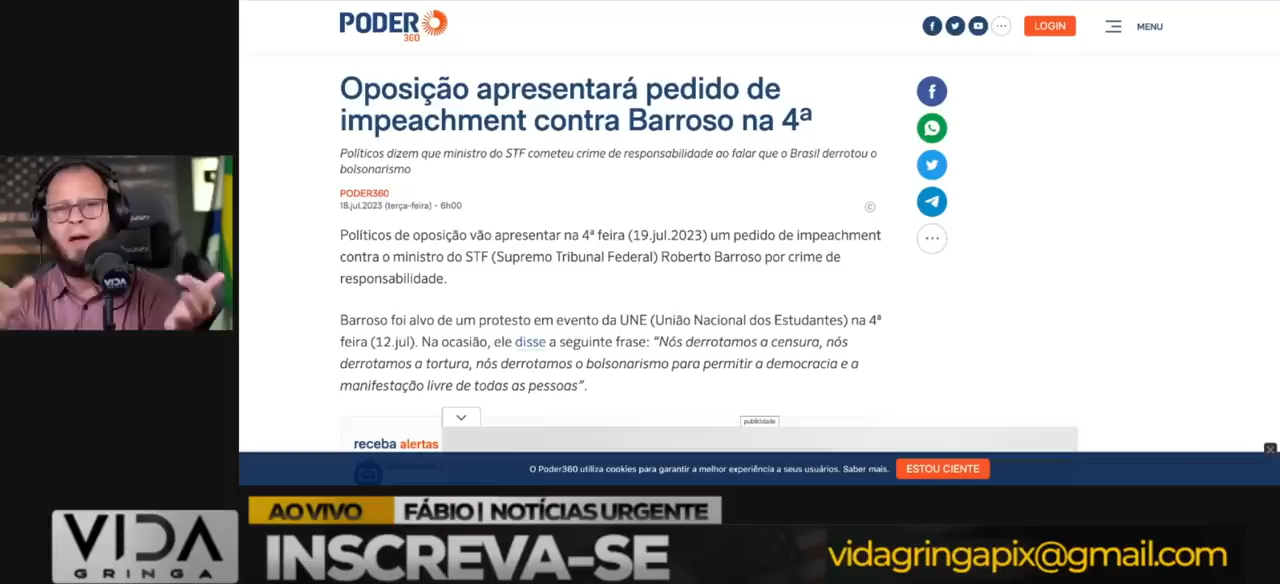 PODER
360
LOGIN
MENU
Oposição apresentará pedido de
impeachment contra Barroso na 4ª
Políticos dizem que ministro do STF cometeu crime de responsabilidade ao falar que o Brasil derrotou o
bolsonarismo
PODER360
18.jul.2023 (terça-feira) - 6h00
Políticos de oposição vão apresentar na 4ª feira (19.jul.2023) um pedido de impeachment
contra o ministro do STF (Supremo Tribunal Federal) Roberto Barroso por crime de
responsabilidade.
Barroso foi alvo de um protesto em evento da UNE (União Nacional dos Estudantes) na 4ª
feira (12.jul). Na ocasião, ele disse a seguinte frase: “Nós derrotamos a censura, nós
derrotamos a tortura, nós derrotamos o bolsonarismo para permitir a democracia e a
manifestação livre de todas as pessoas”.
publicidade
receba alertas
O Poder360 utiliza cookies para garantir a melhor experiência a seus usuários. Saber mais.
ESTOU CIENTE
VIDA
VIDA
GRINGA
AO VIVO
FÁBIO | NOTÍCIAS URGENTE
INSCREVA-SE
vidagringapix@gmail.com